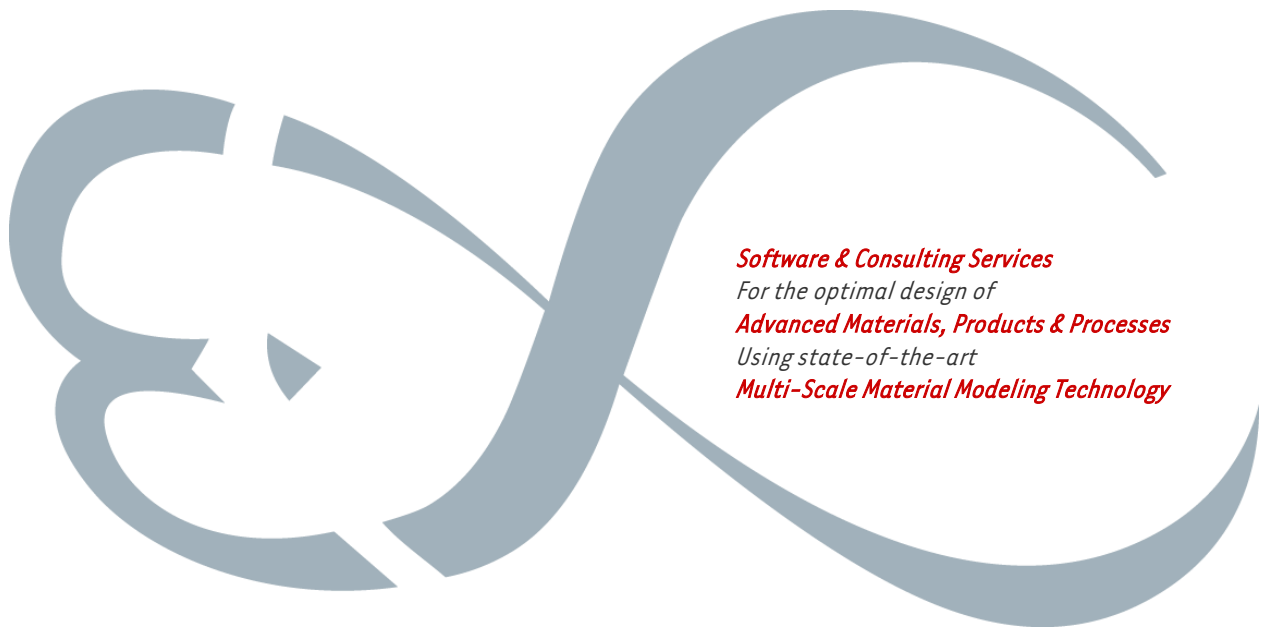 Software & Consulting Services
For the optimal design of
Advanced Materials, Products & Processes
Using state-of-the-art
Multi-Scale Material Modeling Technology